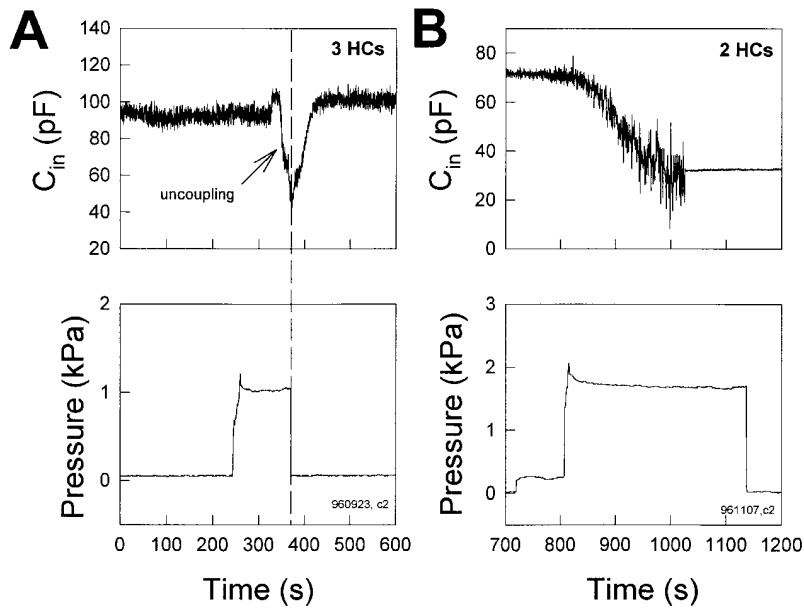 A
3 HCs
140
120
100
80
60
40
20
C_in (pF)
uncoupling
2
1
0
Pressure (kPa)
960923, c2
0 100 200 300 400 500 600
Time (s)
B
2 HCs
80
60
40
20
0
C_in (pF)
3
2
1
0
Pressure (kPa)
961107,c2
700 800 900 1000 1100 1200
Time (s)